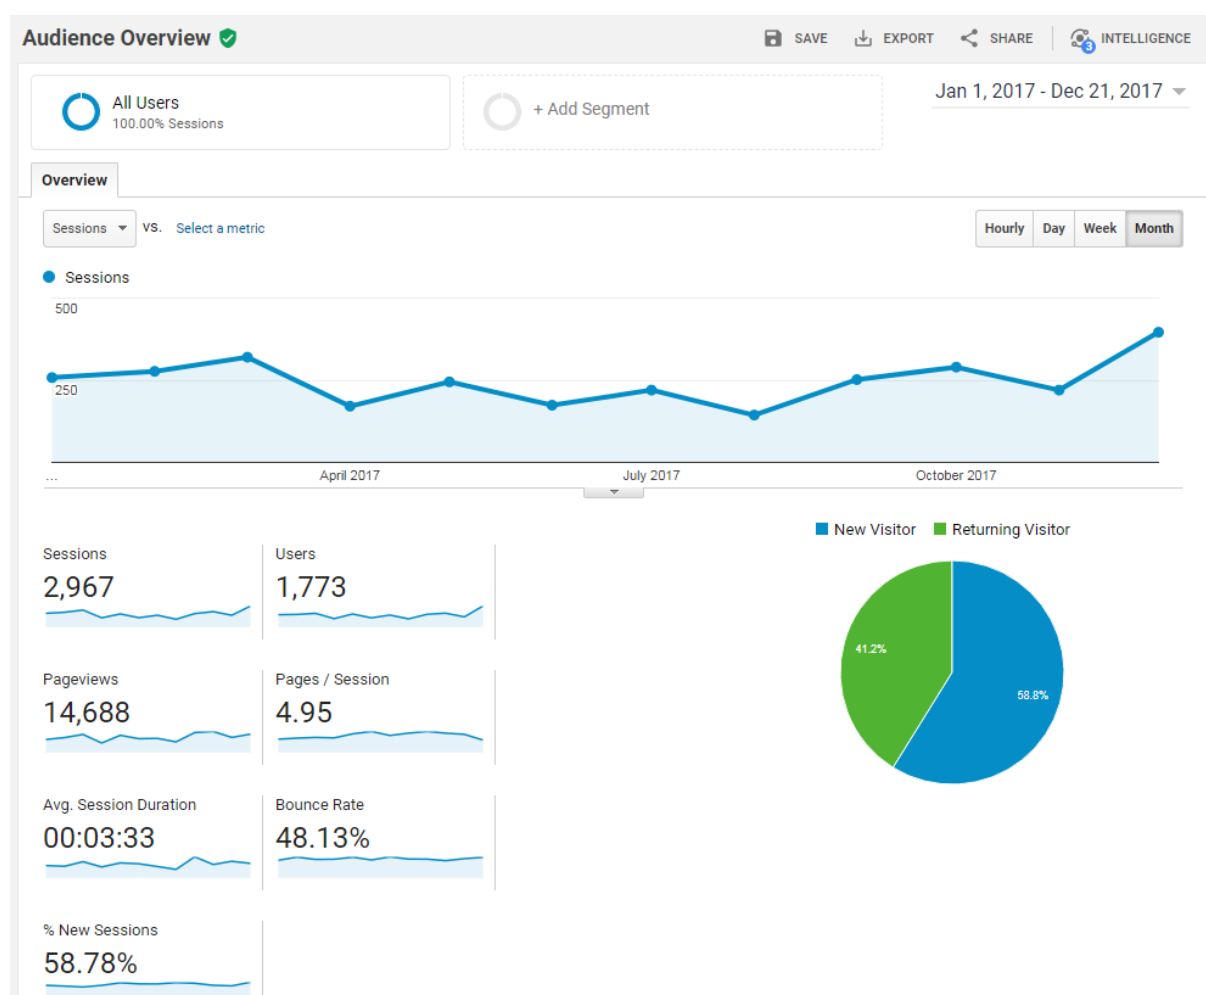 Audience Overview
SAVE EXPORT SHARE 3 INTELLIGENCE
All Users
100.00% Sessions
+ Add Segment
Jan 1, 2017 - Dec 21, 2017
Overview
Sessions VS. Select a metric
Hourly Day Week Month
Sessions
500
250
... April 2017 July 2017 October 2017
New Visitor Returning Visitor
41.2%
58.8%
Sessions
2,967
Users
1,773
Pageviews
14,688
Pages / Session
4.95
Avg. Session Duration
00:03:33
Bounce Rate
48.13%
% New Sessions
58.78%